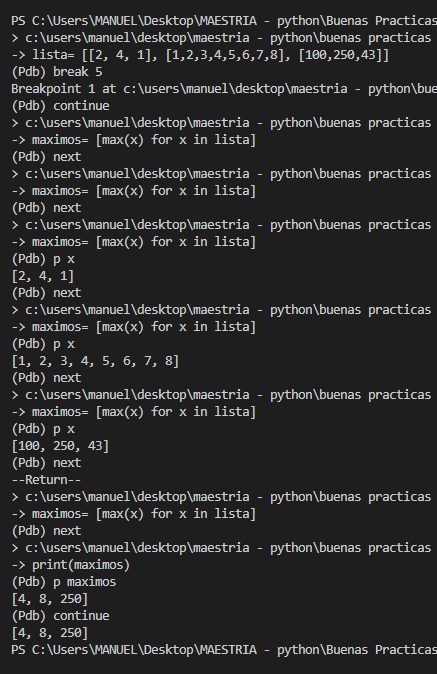 PS C:\Users\MANUEL\Desktop\MAESTRIA - python\Buenas Practicas
> c:\users\manuel\desktop\maestria - python\buenas practicas
-> lista= [[2, 4, 1], [1,2,3,4,5,6,7,8], [100,250,43]]
(Pdb) break 5
Breakpoint 1 at c:\users\manuel\desktop\maestria - python\bue
(Pdb) continue
> c:\users\manuel\desktop\maestria - python\buenas practicas
-> maximos= [max(x) for x in lista]
(Pdb) next
> c:\users\manuel\desktop\maestria - python\buenas practicas
-> maximos= [max(x) for x in lista]
(Pdb) next
> c:\users\manuel\desktop\maestria - python\buenas practicas
-> maximos= [max(x) for x in lista]
(Pdb) p x
[2, 4, 1]
(Pdb) next
> c:\users\manuel\desktop\maestria - python\buenas practicas
-> maximos= [max(x) for x in lista]
(Pdb) p x
[1, 2, 3, 4, 5, 6, 7, 8]
(Pdb) next
> c:\users\manuel\desktop\maestria - python\buenas practicas
-> maximos= [max(x) for x in lista]
(Pdb) p x
[100, 250, 43]
(Pdb) next
--Return--
> c:\users\manuel\desktop\maestria - python\buenas practicas
-> maximos= [max(x) for x in lista]
(Pdb) next
> c:\users\manuel\desktop\maestria - python\buenas practicas
-> print(maximos)
(Pdb) p maximos
[4, 8, 250]
(Pdb) continue
[4, 8, 250]
PS C:\Users\MANUEL\Desktop\MAESTRIA - python\Buenas Practicas